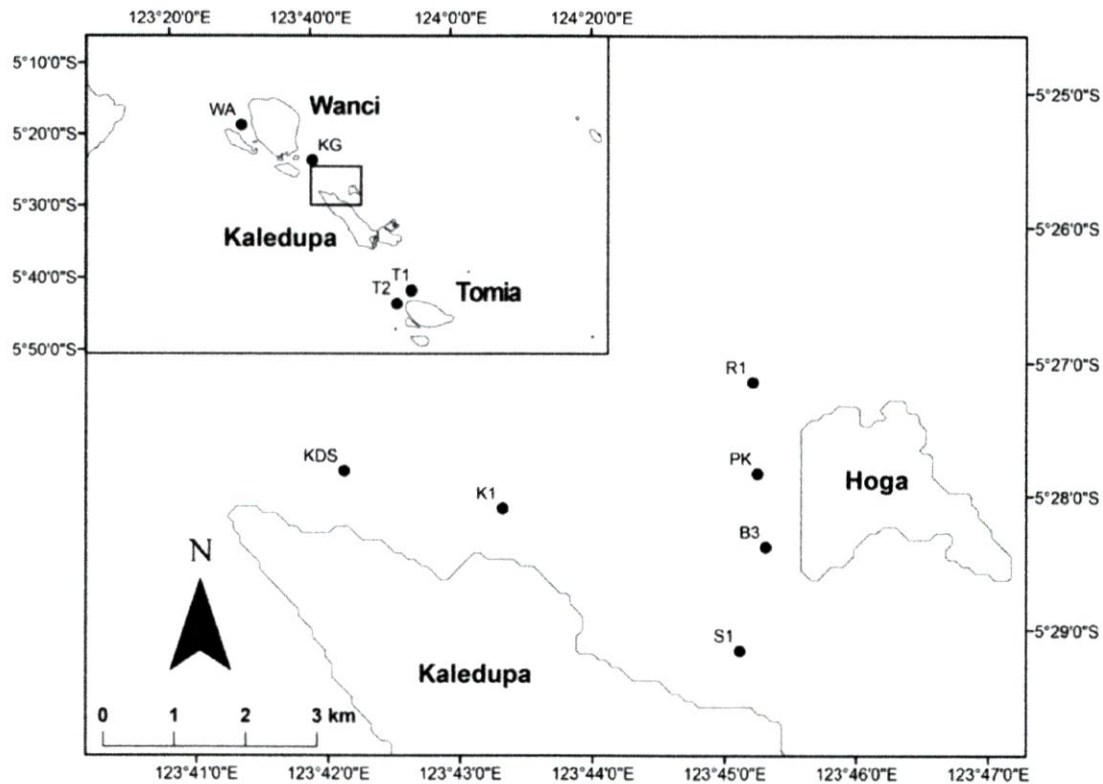 123°20'0"E 123°40'0"E 124°0'0"E 124°20'0"E
5°10'0"S
5°20'0"S
5°30'0"S
5°40'0"S
5°50'0"S
WA
Wanci
KG
Kaledupa
T1
T2
Tomia
5°25'0"S
5°26'0"S
5°27'0"S
5°28'0"S
5°29'0"S
R1
KDS
PK
Hoga
K1
B3
N
S1
Kaledupa
0 1 2 3 km
123°41'0"E 123°42'0"E 123°43'0"E 123°44'0"E 123°45'0"E 123°46'0"E 123°47'0"E